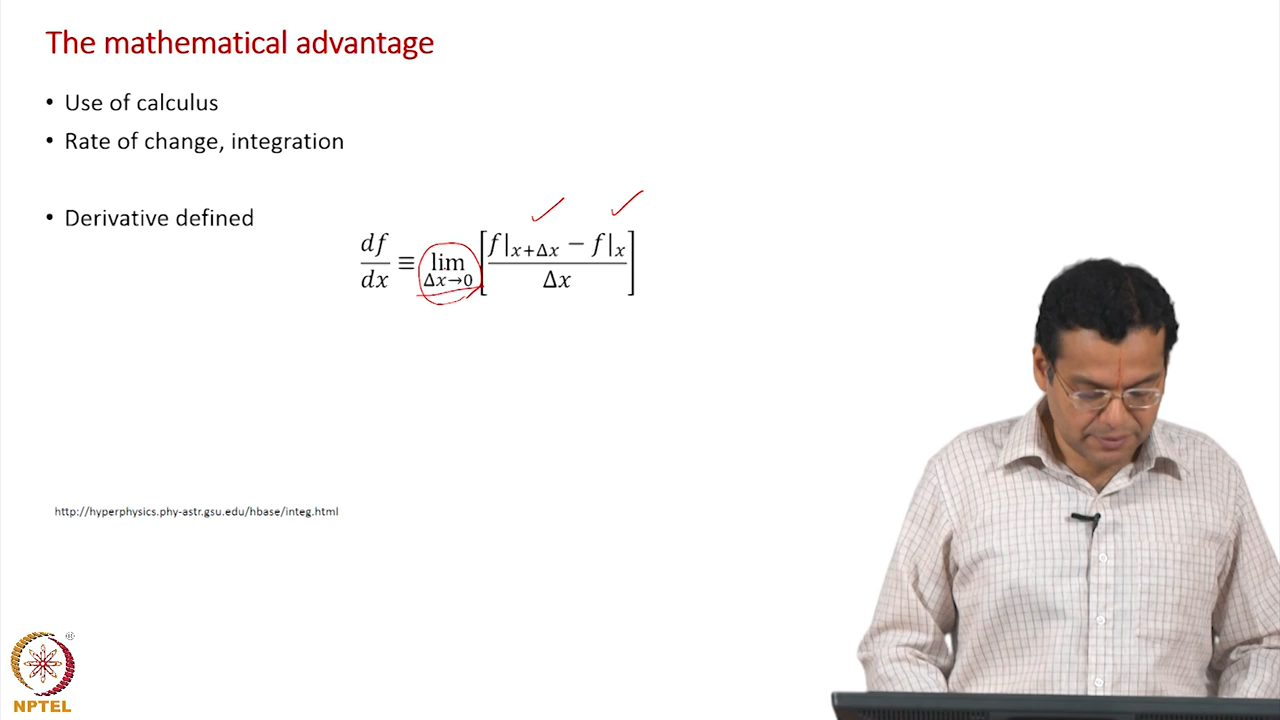 The mathematical advantage
• Use of calculus
• Rate of change, integration
• Derivative defined
df/dx ≡ lim Δx→0 [f|x+Δx − f|x / Δx]
http://hyperphysics.phy-astr.gsu.edu/hbase/integ.html
®
NPTEL